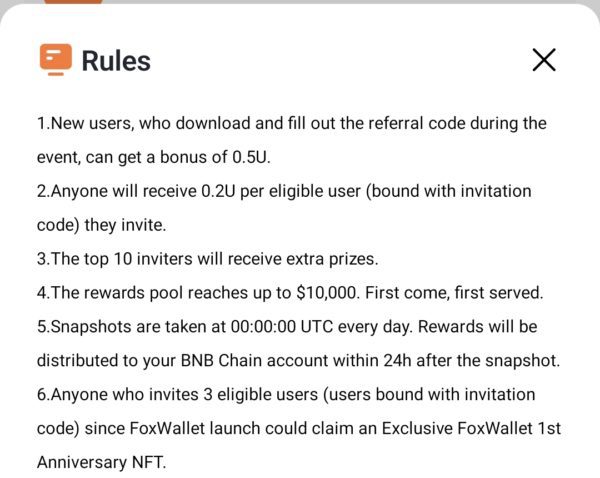 Rules
1.New users, who download and fill out the referral code during the
event, can get a bonus of 0.5U.
2.Anyone will receive 0.2U per eligible user (bound with invitation
code) they invite.
3.The top 10 inviters will receive extra prizes.
4.The rewards pool reaches up to $10,000. First come, first served.
5.Snapshots are taken at 00:00:00 UTC every day. Rewards will be
distributed to your BNB Chain account within 24h after the snapshot.
6.Anyone who invites 3 eligible users (users bound with invitation
code) since FoxWallet launch could claim an Exclusive FoxWallet 1st
Anniversary NFT.